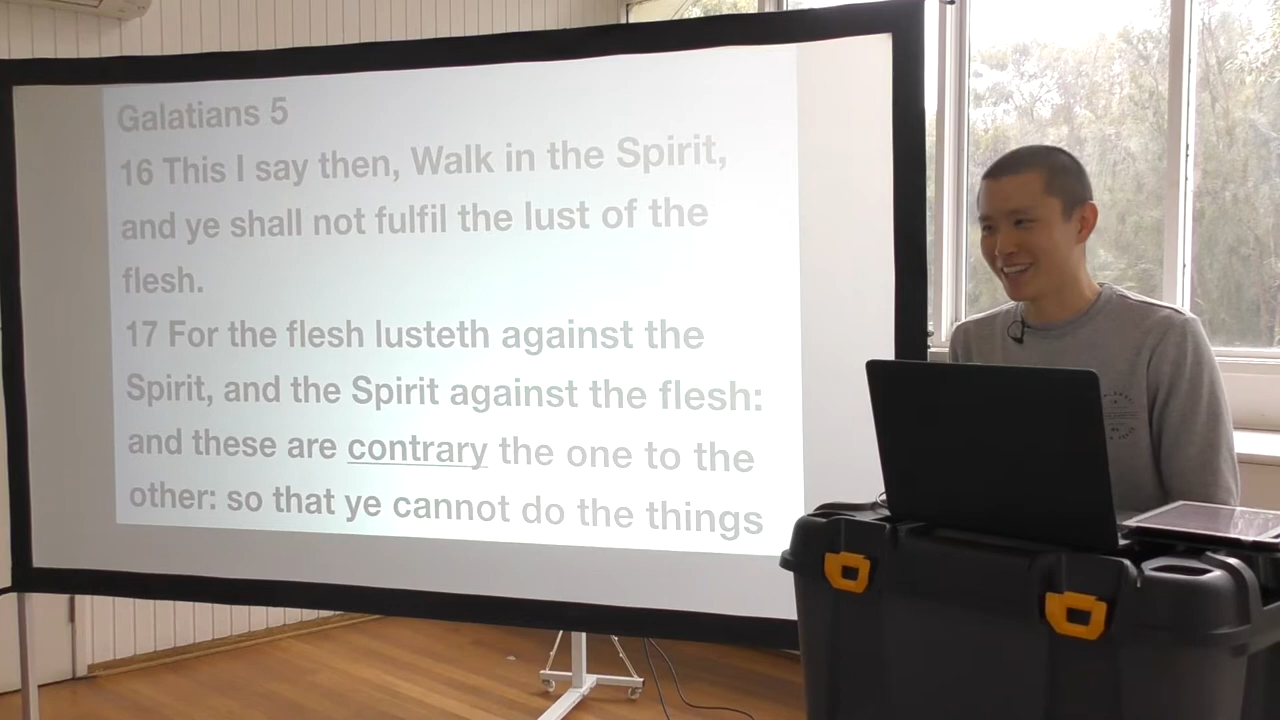 Galatians 5
16 This I say then, Walk in the Spirit,
and ye shall not fulfil the lust of the
flesh.
17 For the flesh lusteth against the
Spirit, and the Spirit against the flesh:
and these are contrary the one to the
other: so that ye cannot do the things